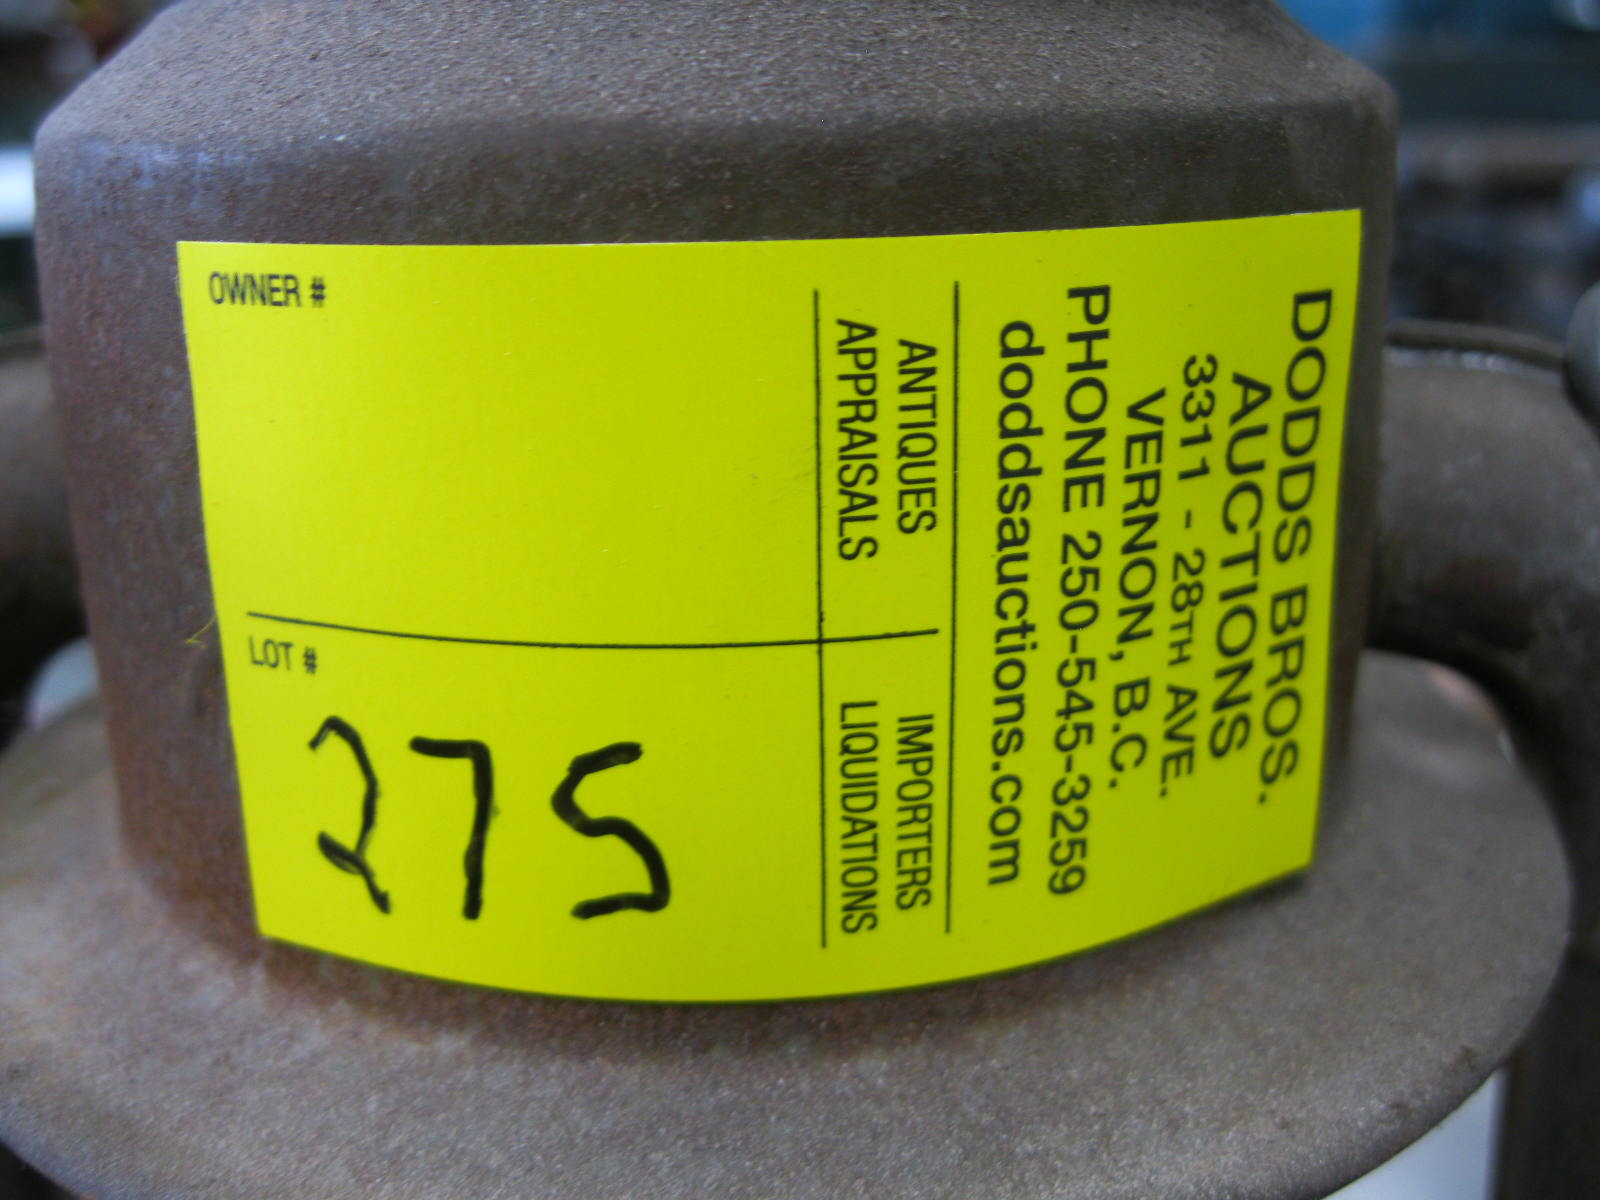 DODDS BROS.
AUCTIONS
3311 - 28TH AVE.
VERNON, B.C.
PHONE 250-545-3259
doddsauctions.com
ANTIQUES
APPRAISALS
IMPORTERS
LIQUIDATIONS
OWNER #
LOT #
275